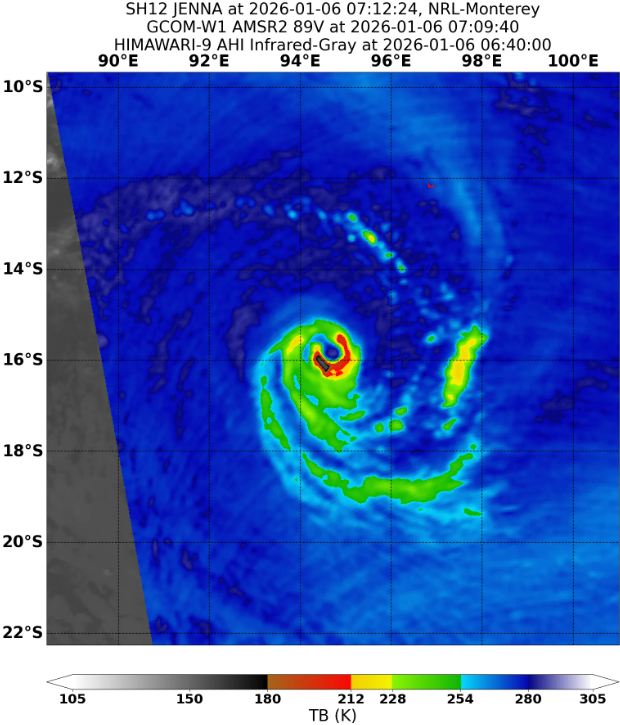 SH12 JENNA at 2026-01-06 07:12:24, NRL-Monterey
GCOM-W1 AMSR2 89V at 2026-01-06 07:09:40
HIMAWARI-9 AHI Infrared-Gray at 2026-01-06 06:40:00
90°E 92°E 94°E 96°E 98°E 100°E
10°S
12°S
14°S
16°S
18°S
20°S
22°S
105 150 180 212 228 254 280 305
TB (K)